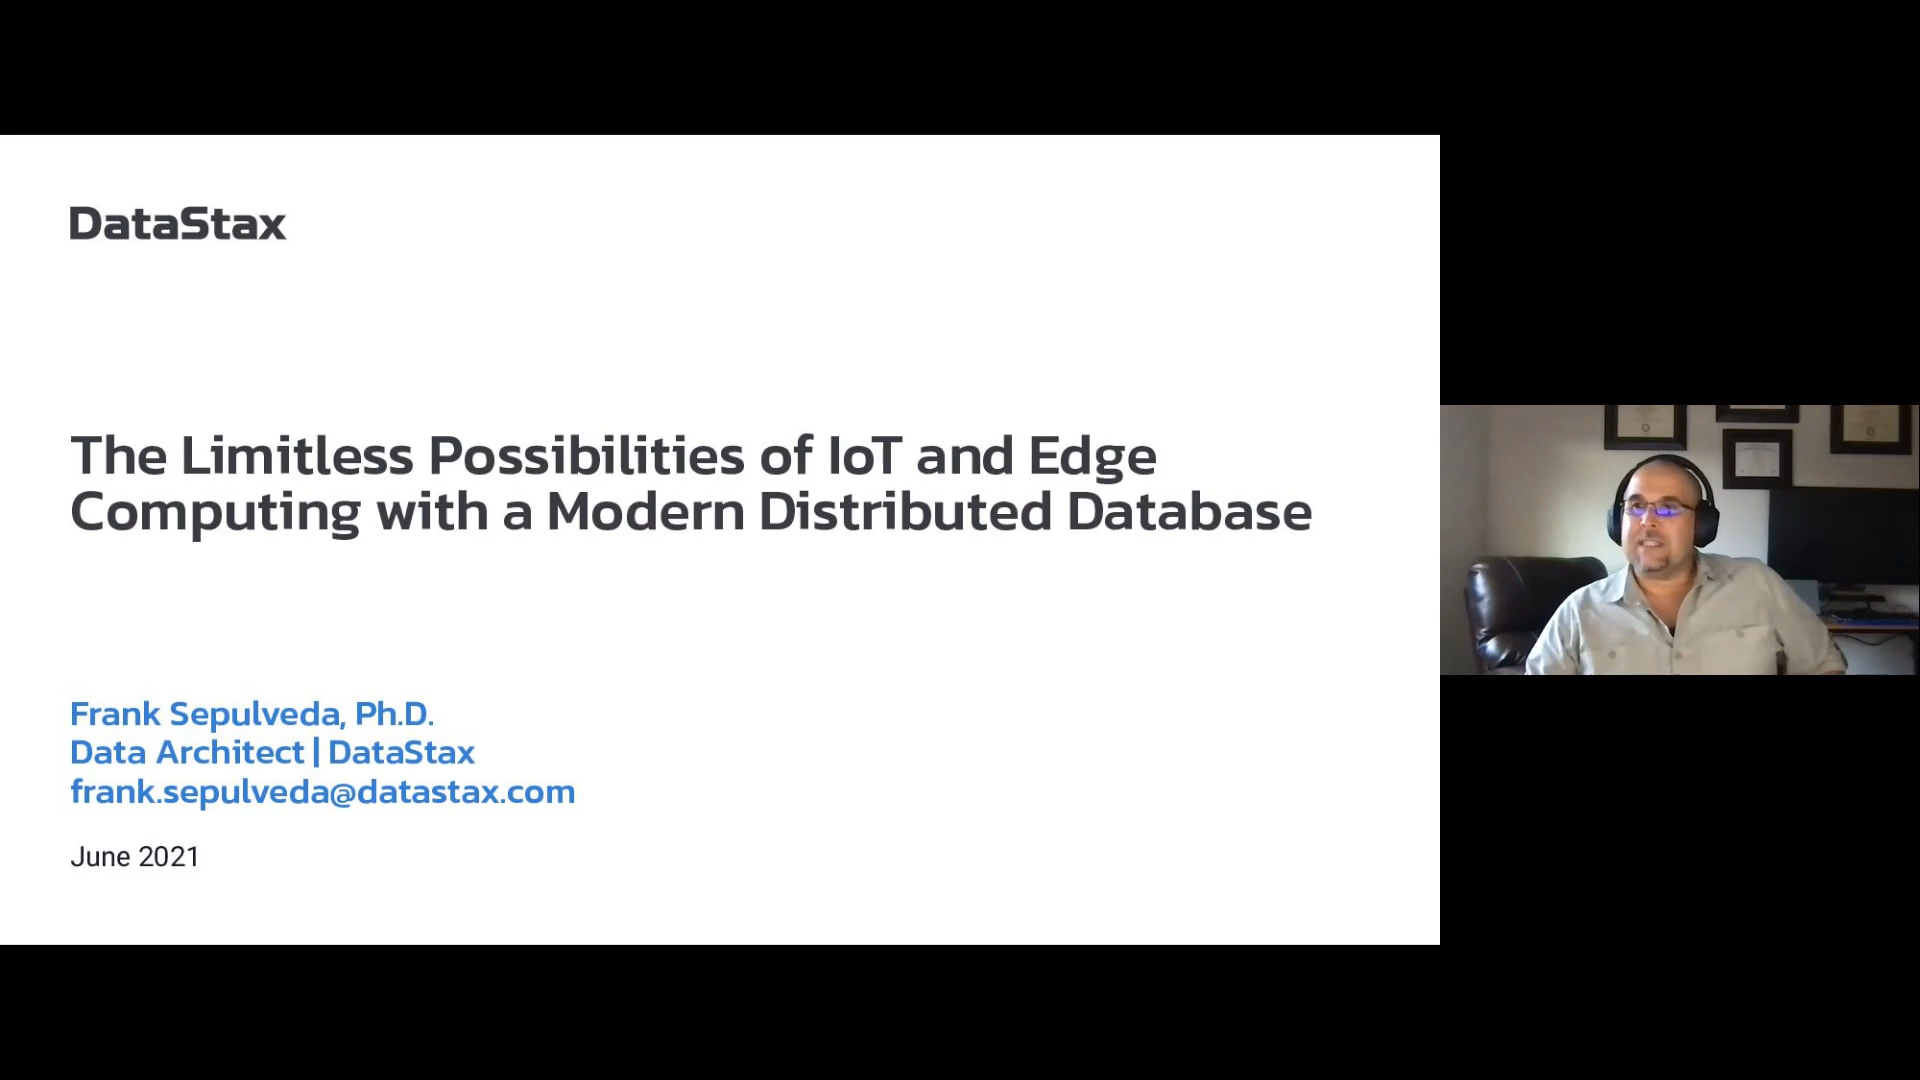 DataStax
The Limitless Possibilities of IoT and Edge
Computing with a Modern Distributed Database
Frank Sepulveda, Ph.D.
Data Architect | DataStax
frank.sepulveda@datastax.com
June 2021